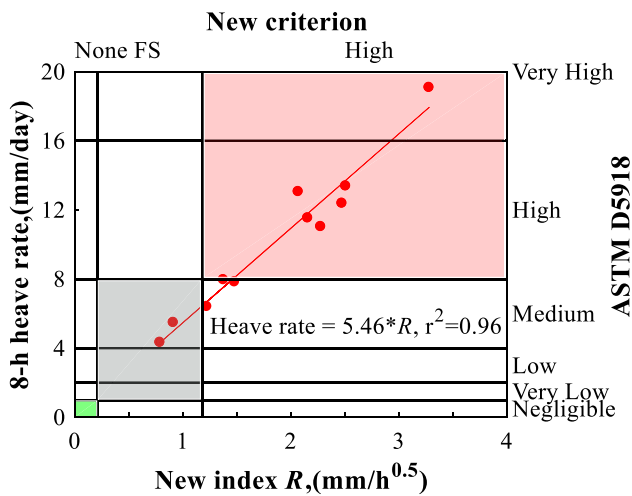 New criterion
None FS High
20 Very High
16
12 High
8
Medium
Heave rate = 5.46*R, r²=0.96
4
Low
Very Low
0 Negligible
0 1 2 3 4
New index R,(mm/h^0.5)
8-h heave rate,(mm/day)
ASTM D5918